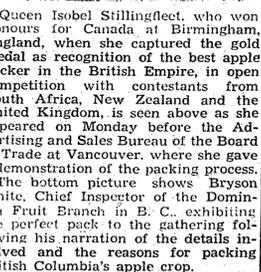 Queen Isobel Stillingfleet, who won
onours for Canada at Birmingham,
ngland, when she captured the gold
edal as recognition of the best apple
cker in the British Empire, in open
mpetition with contestants from
outh Africa, New Zealand and the
nited Kingdom, is seen above as she
peared on Monday before the Ad-
rtising and Sales Bureau of the Board
Trade at Vancouver, where she gave
demonstration of the packing process.
The bottom picture shows Bryson
hite, Chief Inspector of the Domin-
n Fruit Branch in B. C., exhibiting
e perfect pack to the gathering fol-
wing his narration of the details in-
lved and the reasons for packing
itish Columbia's apple crop.